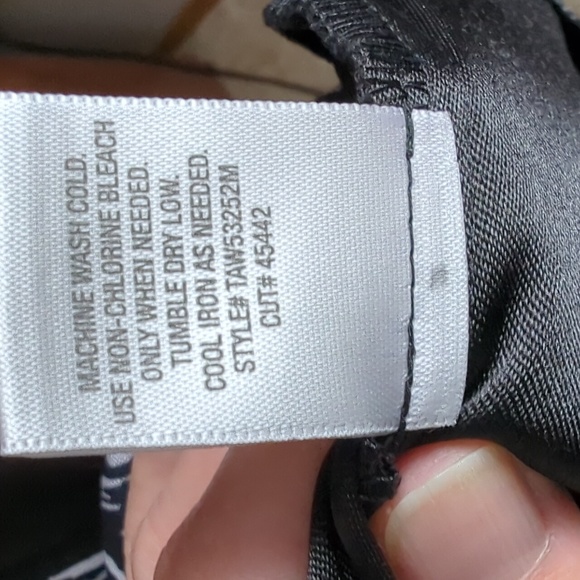 MACHINE WASH COLD.
USE NON-CHLORINE BLEACH
ONLY WHEN NEEDED.
TUMBLE DRY LOW.
COOL IRON AS NEEDED.
STYLE# TAW53252M
CUT# 45442